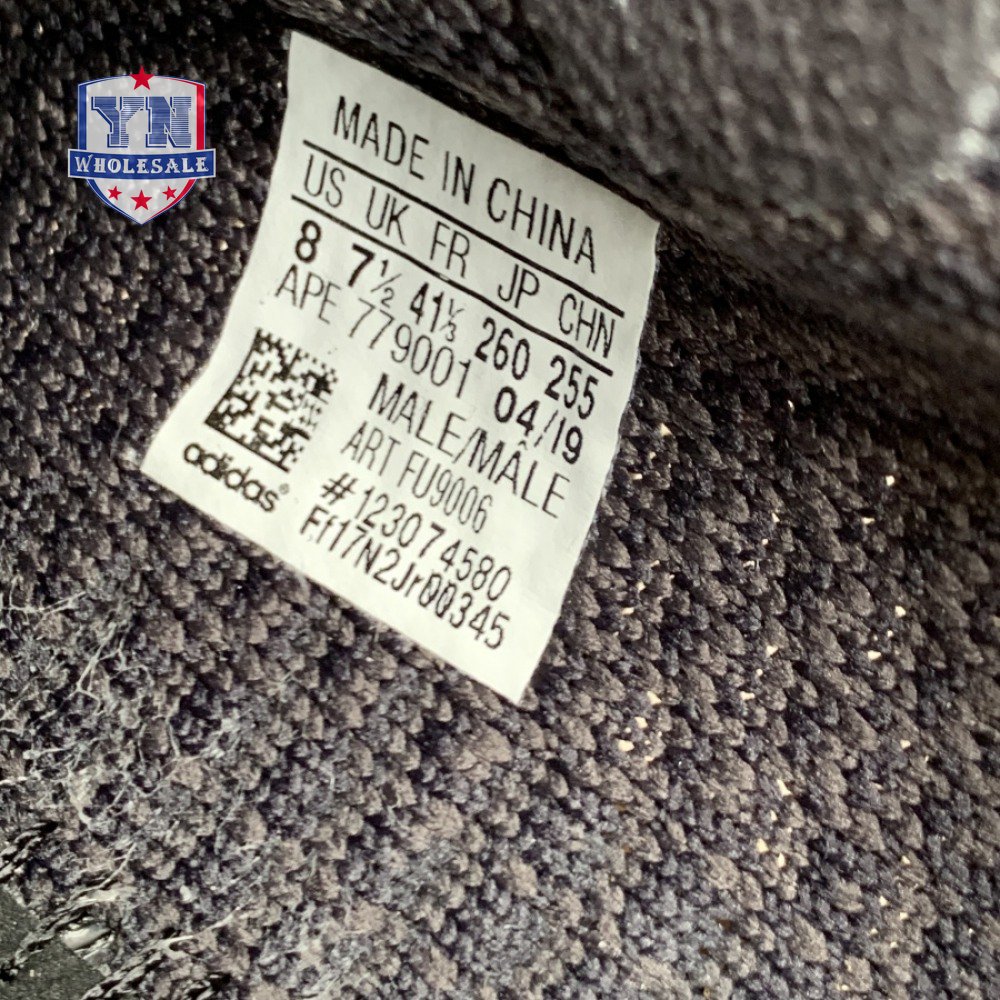 YN
WHOLESALE
MADE IN CHINA
US UK FR JP CHN
8 7½ 41⅓ 260 255
APE 779001 04/19
MALE/MÂLE
ART FU9006
#123074580
Ff17N2Jr00345
adidas®